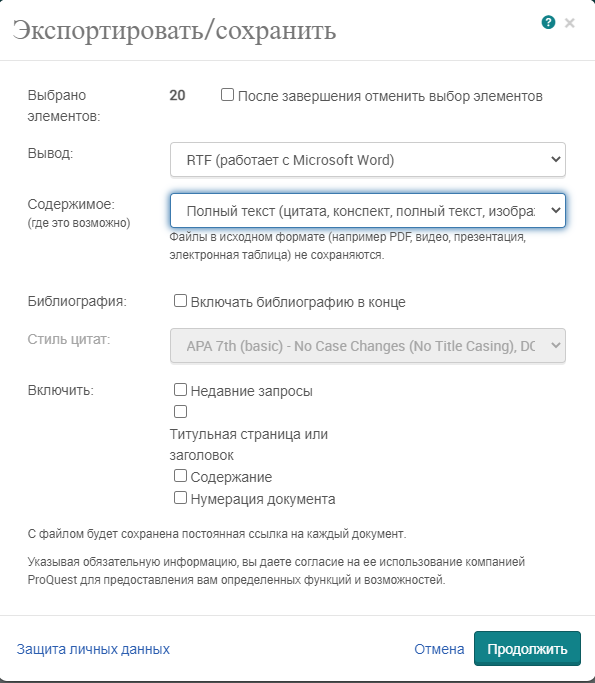 Экспортировать/сохранить
?
×
Выбрано
элементов:
20
После завершения отменить выбор элементов
Вывод:
RTF (работает с Microsoft Word)
Содержимое:
(где это возможно)
Полный текст (цитата, конспект, полный текст, изобра
Файлы в исходном формате (например PDF, видео, презентация,
электронная таблица) не сохраняются.
Библиография:
Включать библиографию в конце
Стиль цитат:
APA 7th (basic) - No Case Changes (No Title Casing), DO
Включить:
Недавние запросы
Титульная страница или
заголовок
Содержание
Нумерация документа
С файлом будет сохранена постоянная ссылка на каждый документ.
Указывая обязательную информацию, вы даете согласие на ее использование компанией
ProQuest для предоставления вам определенных функций и возможностей.
Защита личных данных
Отмена
Продолжить